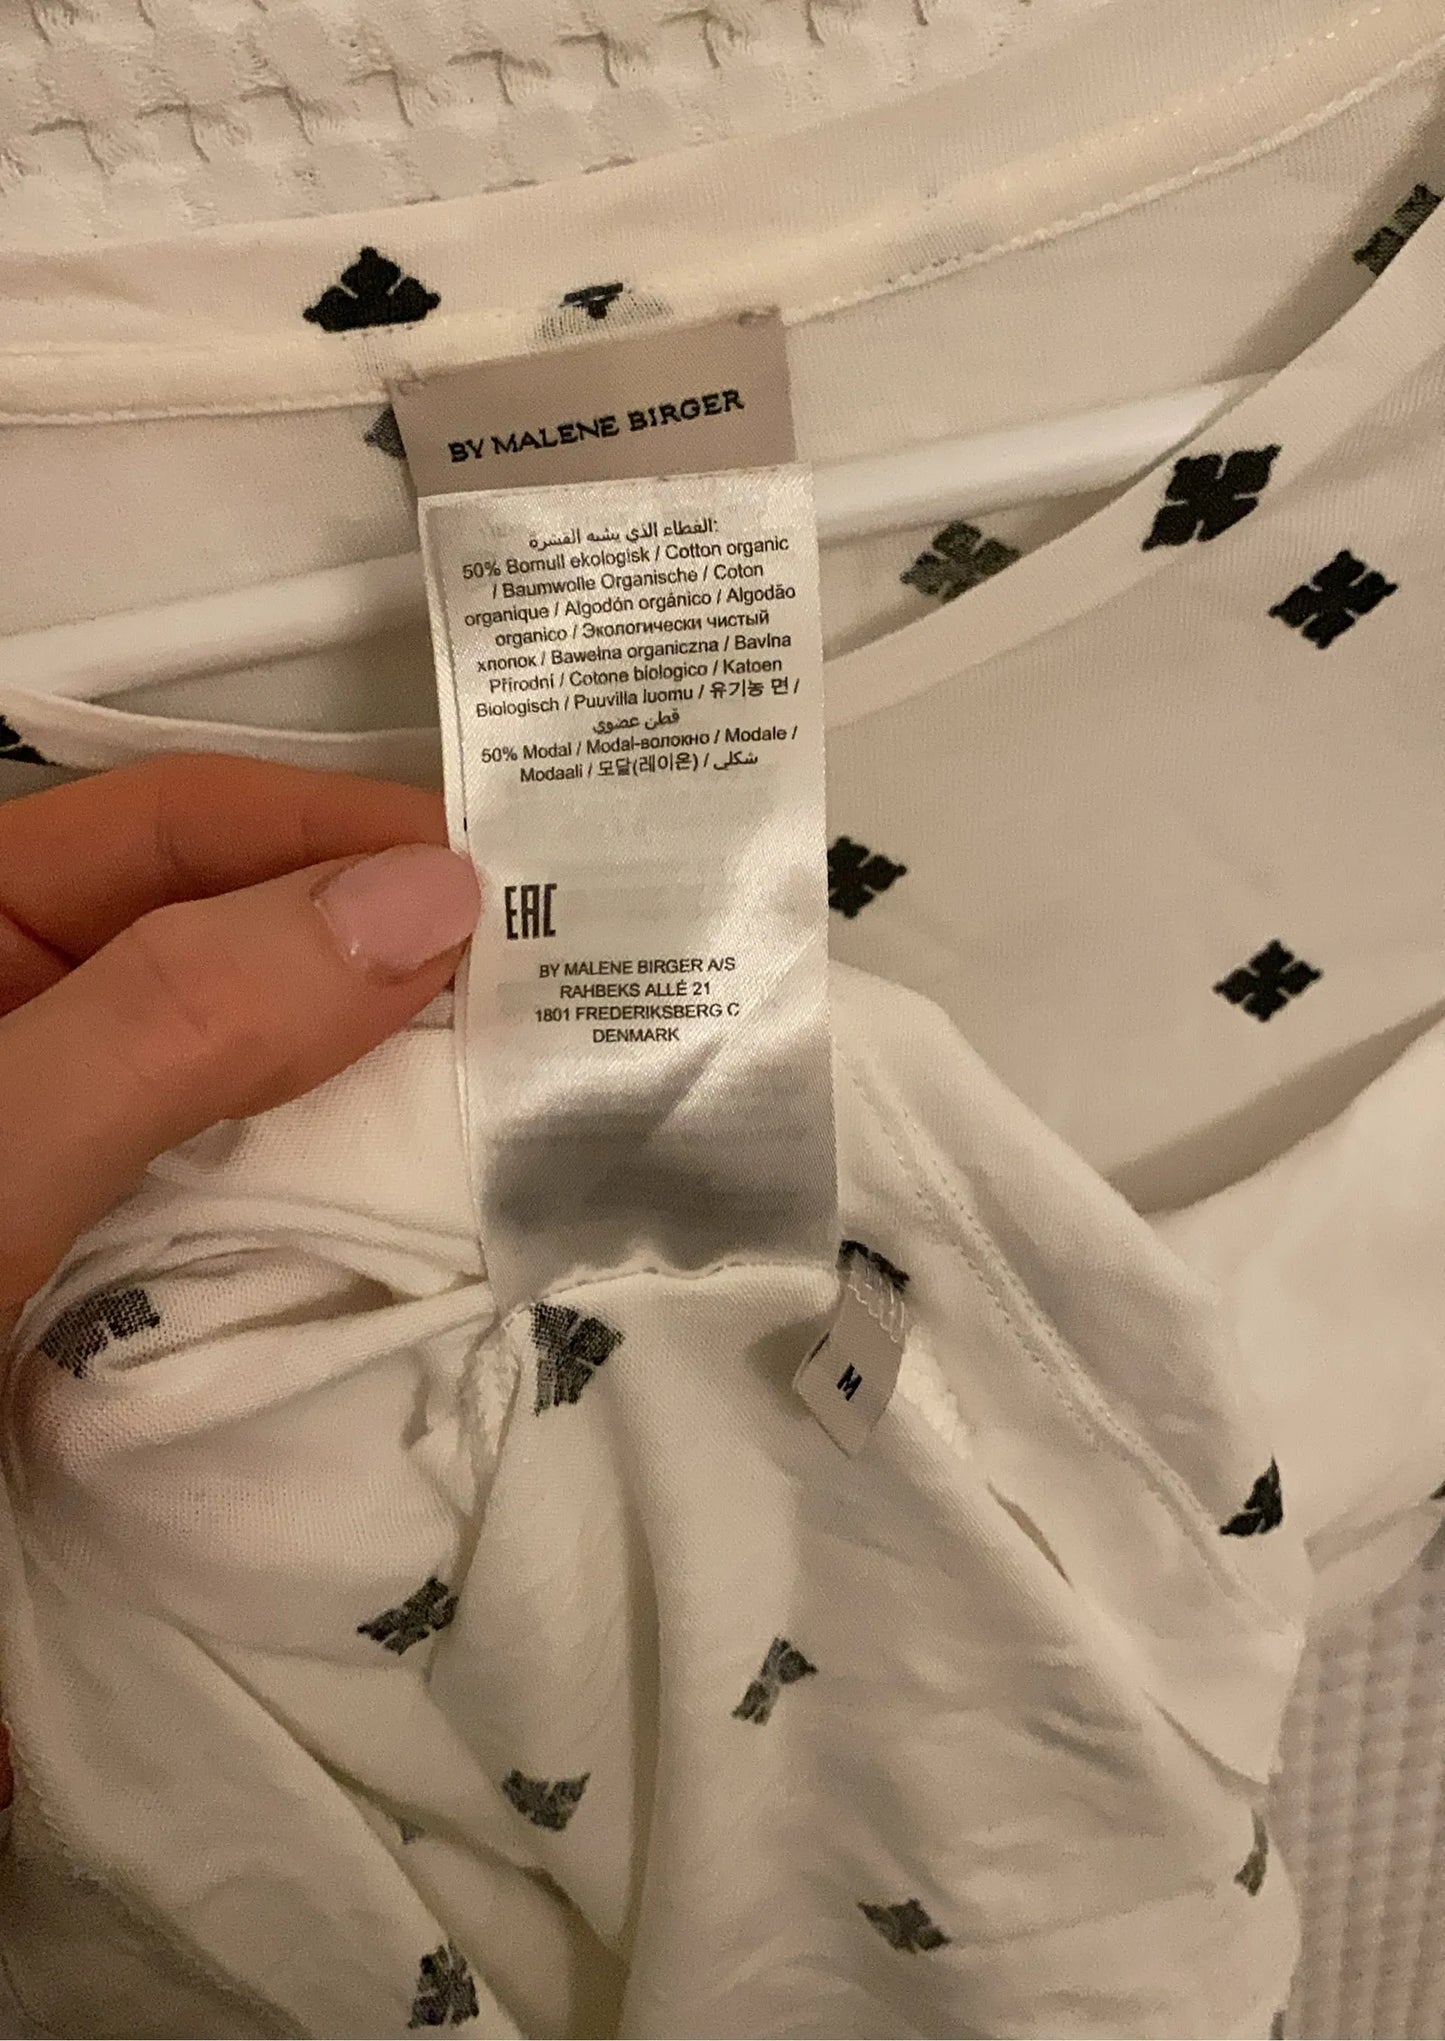 BY MALENE BIRGER
الغطاء الذي يشبه القشرة:
50% Bomull ekologisk / Cotton organic
/ Baumwolle Organische / Coton
organique / Algodón orgánico / Algodão
organico / Экологически чистый
хлопок / Bawełna organiczna / Bavlna
Přírodní / Cotone biologico / Katoen
Biologisch / Puuvilla luomu / 유기농 면 /
قطن عضوي
50% Modal / Modal-волокно / Modale /
Modaali / 모달(레이온) / شكلي
EAC
BY MALENE BIRGER A/S
RAHBEKS ALLÉ 21
1801 FREDERIKSBERG C
DENMARK
M